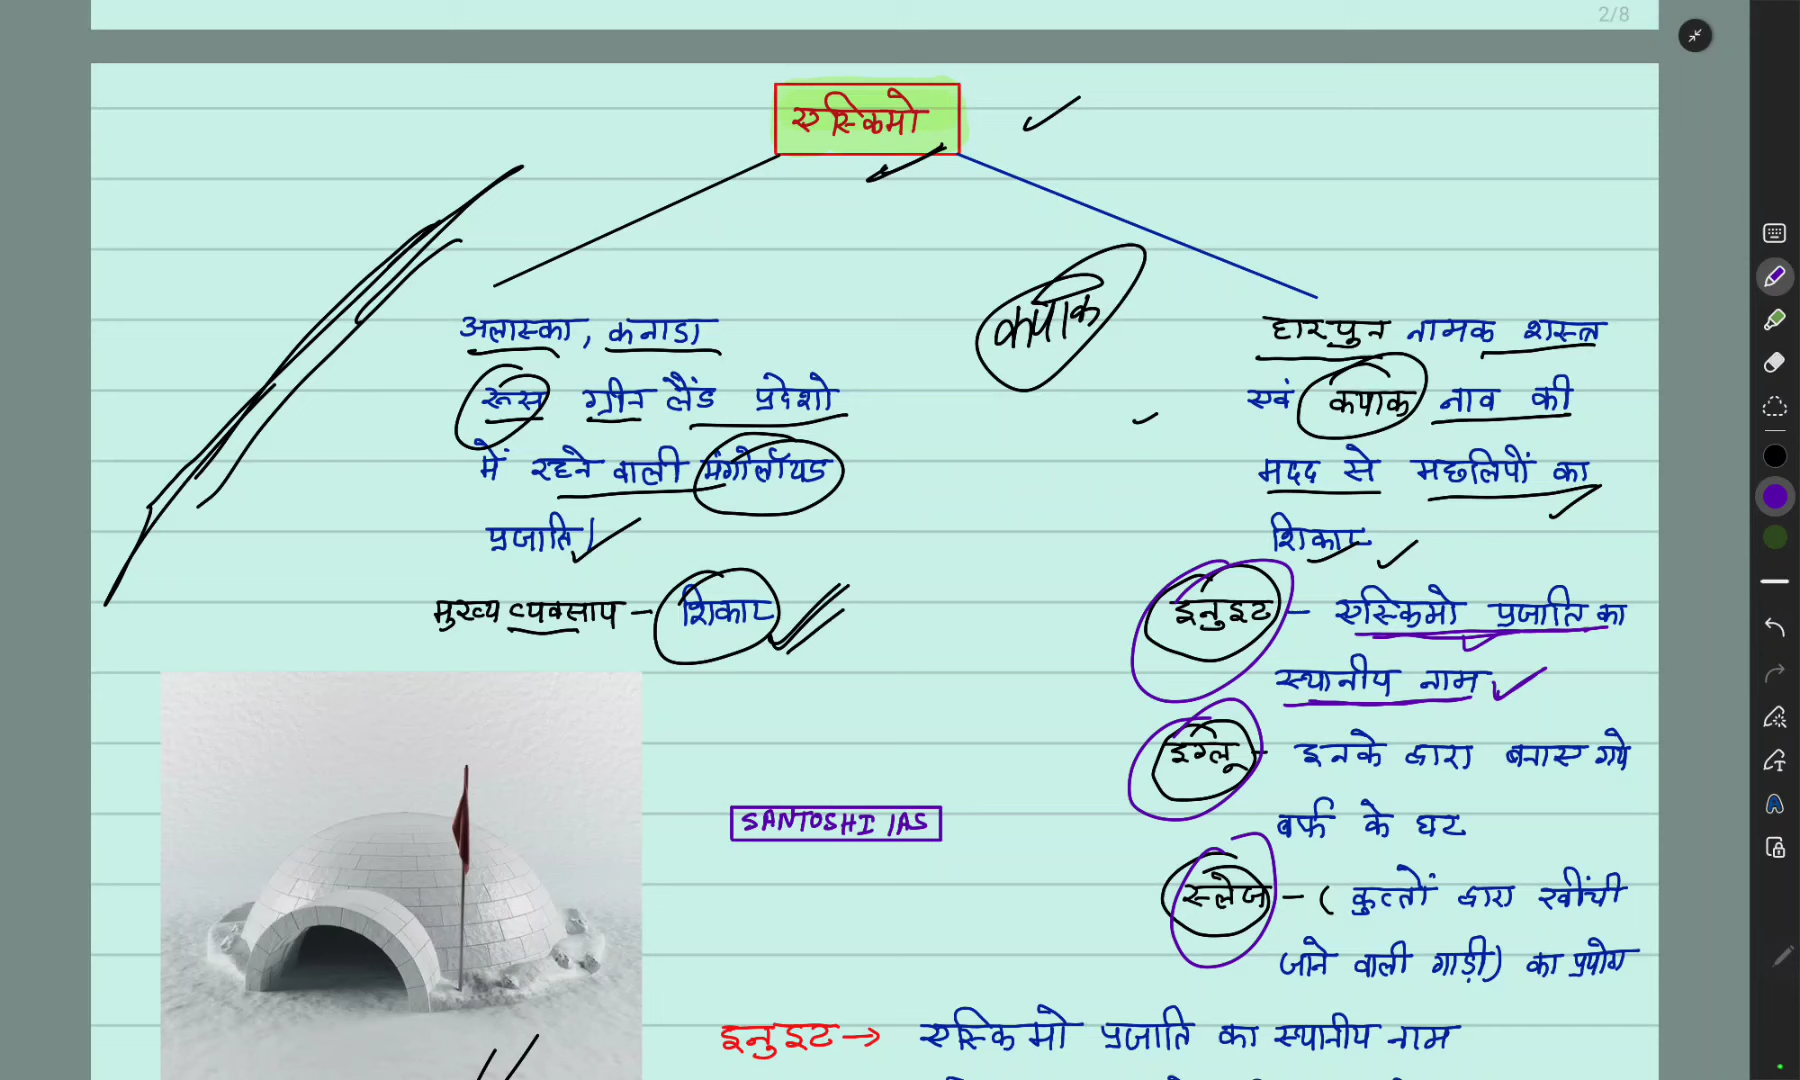 2/8
एस्किमो
अलास्का, कनाडा
रूस ग्रीन लैंड प्रदेशो
में रहने वाली मंगोलॉयड
प्रजाति।
मुख्य व्यवसाय - शिकार
कयाक
हारपुन नामक शस्त्र
एवं कयाक नाव की
मदद से मछलियों का
शिकार
इनुइट - एस्किमो प्रजाति का
स्थानीय नाम
इग्लू - इनके द्वारा बनाए गये
बर्फ के घर
स्लेज - (कुत्तों द्वारा खींची
जाने वाली गाड़ी) का प्रयोग
SANTOSHI IAS
इनुइट → एस्किमो प्रजाति का स्थानीय नाम